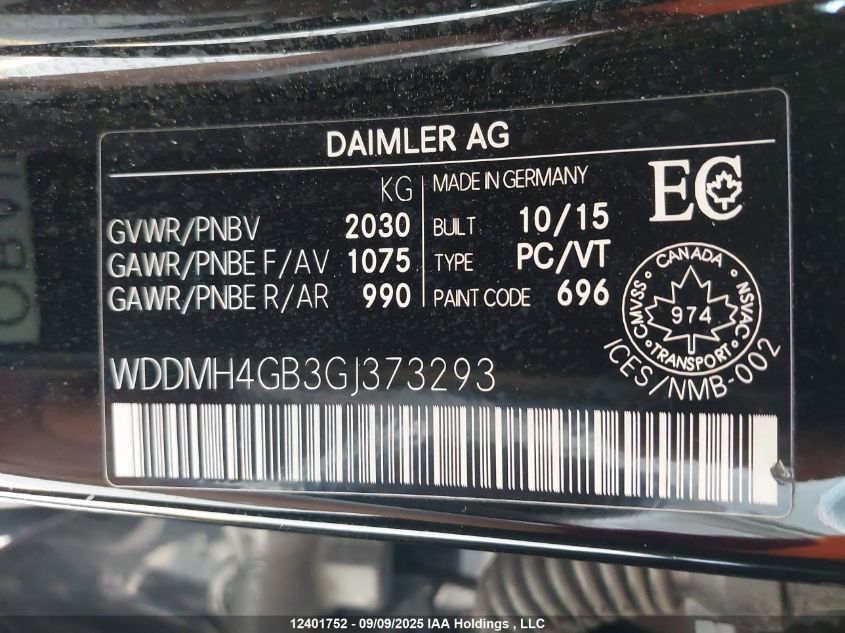 DAIMLER AG
KG
GVWR/PNBV 2030
GAWR/PNBE F/AV 1075
GAWR/PNBE R/AR 990
MADE IN GERMANY
BUILT 10/15
TYPE PC/VT
PAINT CODE 696
EC
CANADA
CMVSS
NSVAC
974
TRANSPORT
ICES/NMB-002
WDDMH4GB3GJ373293
12401752 - 09/09/2025 IAA Holdings , LLC